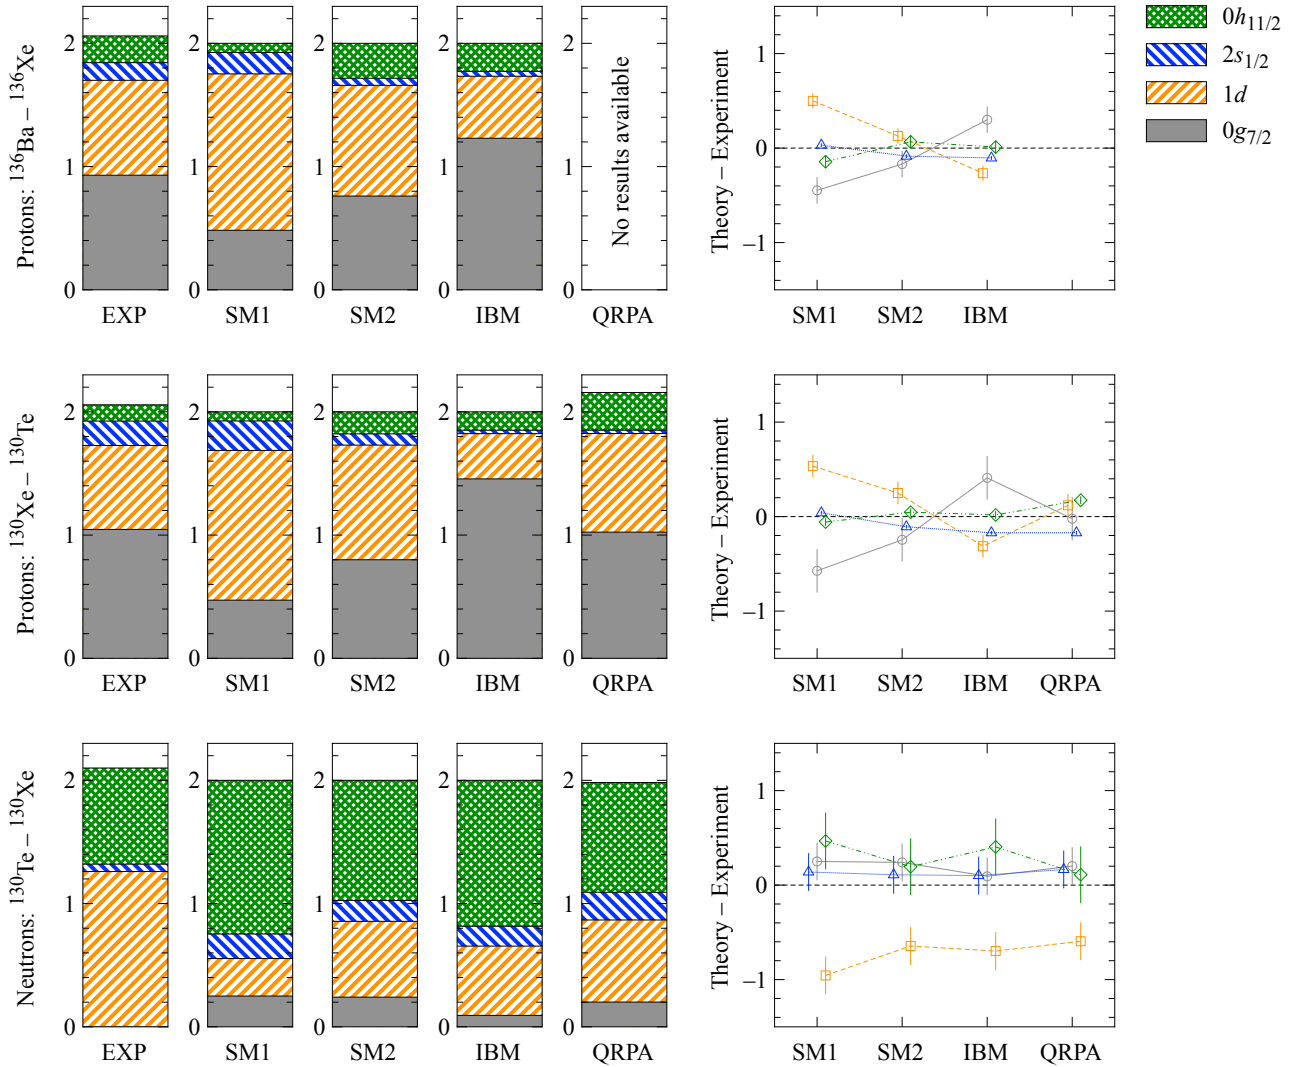 Protons: ¹³⁶Ba – ¹³⁶Xe
2
1
0
EXP
2
1
0
SM1
2
1
0
SM2
2
1
0
IBM
2
1
0
No results available
QRPA
Theory – Experiment
1
0
–1
SM1 SM2 IBM
0h₁₁/₂
2s₁/₂
1d
0g₇/₂
Protons: ¹³⁰Xe – ¹³⁰Te
2
1
0
EXP
2
1
0
SM1
2
1
0
SM2
2
1
0
IBM
2
1
0
QRPA
Theory – Experiment
1
0
–1
SM1 SM2 IBM QRPA
Neutrons: ¹³⁰Te – ¹³⁰Xe
2
1
0
EXP
2
1
0
SM1
2
1
0
SM2
2
1
0
IBM
2
1
0
QRPA
Theory – Experiment
1
0
–1
SM1 SM2 IBM QRPA